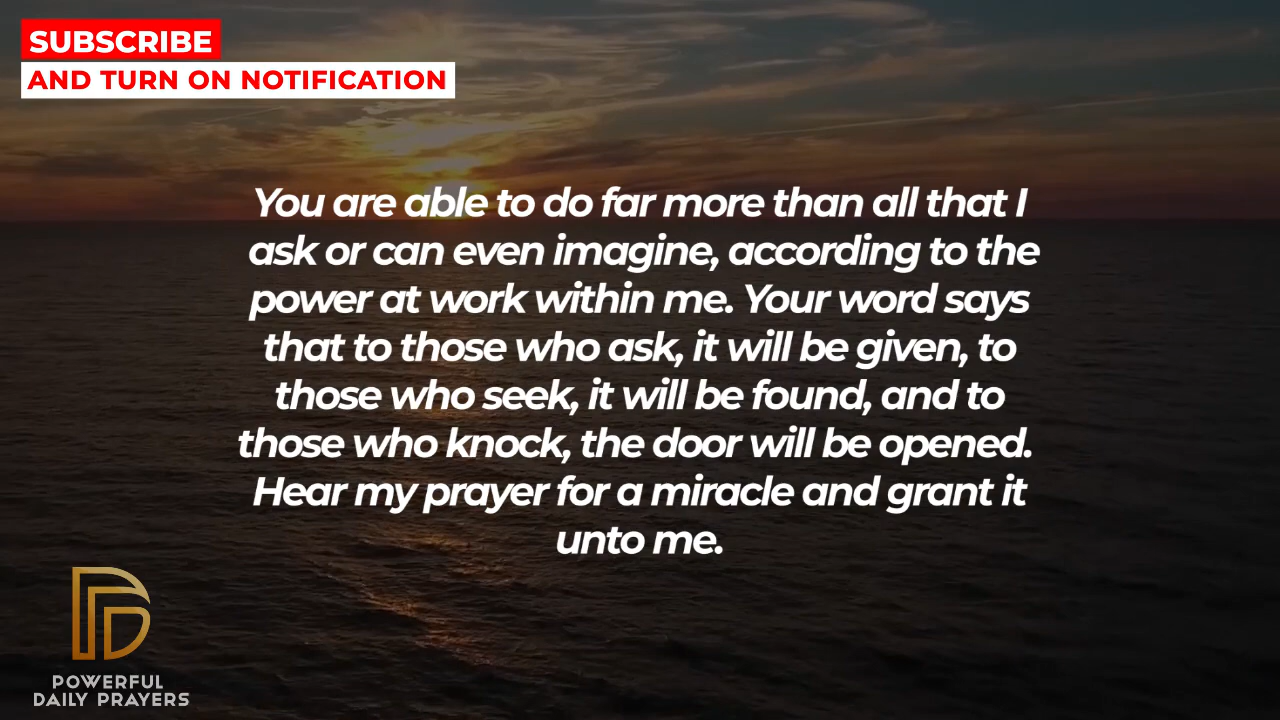 SUBSCRIBE
AND TURN ON NOTIFICATION
You are able to do far more than all that I
ask or can even imagine, according to the
power at work within me. Your word says
that to those who ask, it will be given, to
those who seek, it will be found, and to
those who knock, the door will be opened.
Hear my prayer for a miracle and grant it
unto me.
POWERFUL
DAILY PRAYERS